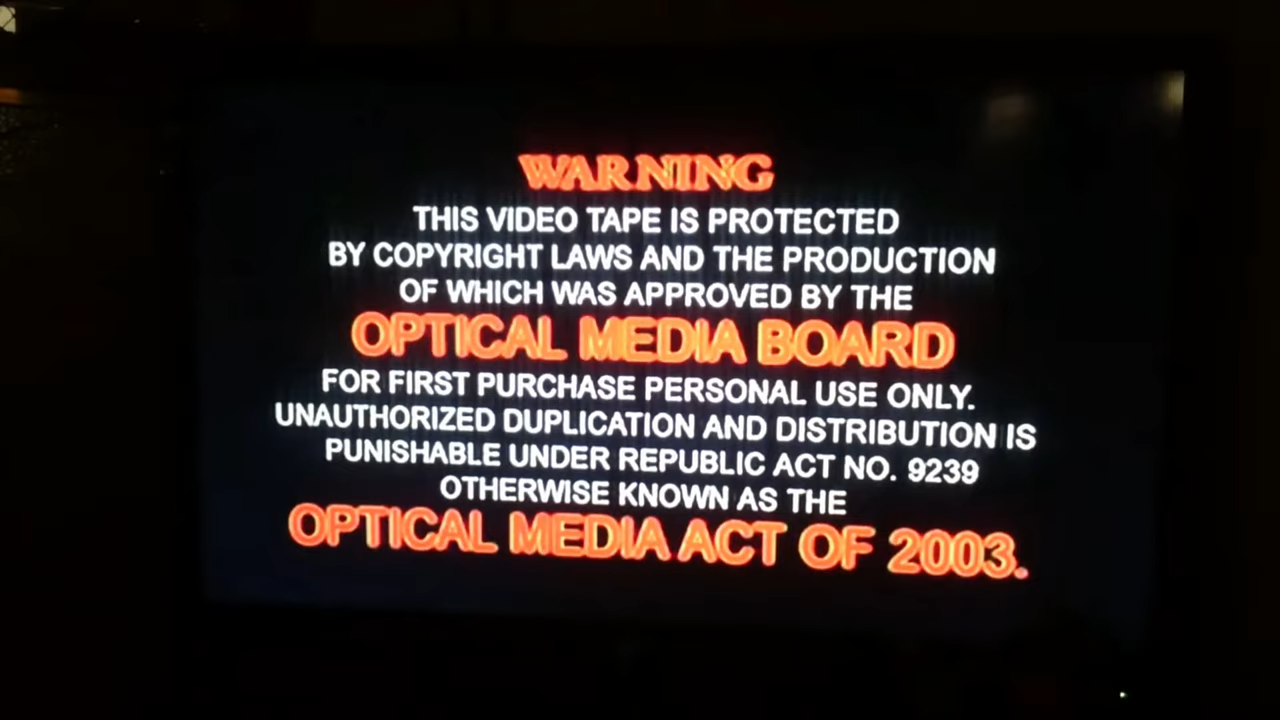 WARNING
THIS VIDEO TAPE IS PROTECTED
BY COPYRIGHT LAWS AND THE PRODUCTION
OF WHICH WAS APPROVED BY THE
OPTICAL MEDIA BOARD
FOR FIRST PURCHASE PERSONAL USE ONLY.
UNAUTHORIZED DUPLICATION AND DISTRIBUTION IS
PUNISHABLE UNDER REPUBLIC ACT NO. 9239
OTHERWISE KNOWN AS THE
OPTICAL MEDIA ACT OF 2003.